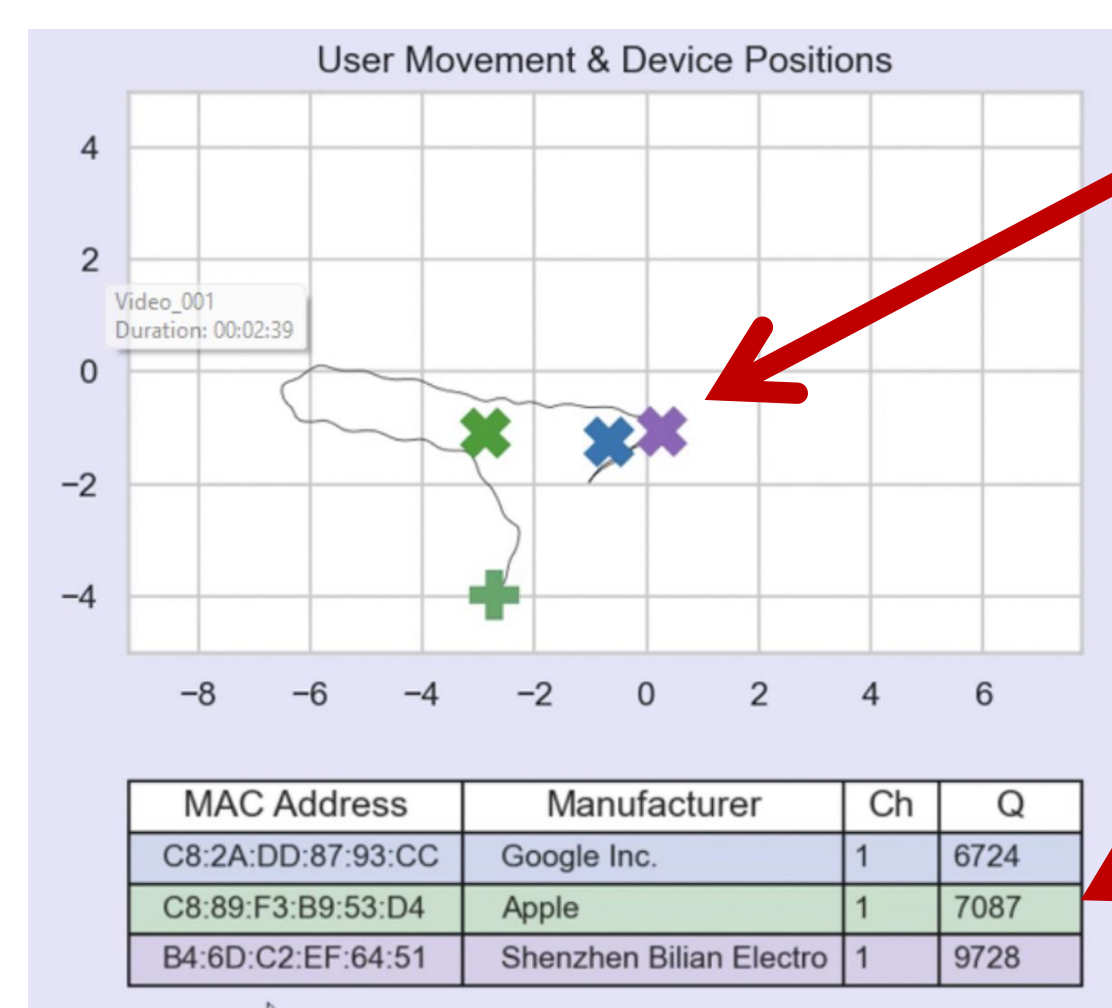 User Movement & Device Positions
4
2
Video_001
Duration: 00:02:39
0
−2
−4
−8 −6 −4 −2 0 2 4 6
MAC Address Manufacturer Ch Q
C8:2A:DD:87:93:CC Google Inc. 1 6724
C8:89:F3:B9:53:D4 Apple 1 7087
B4:6D:C2:EF:64:51 Shenzhen Bilian Electro 1 9728